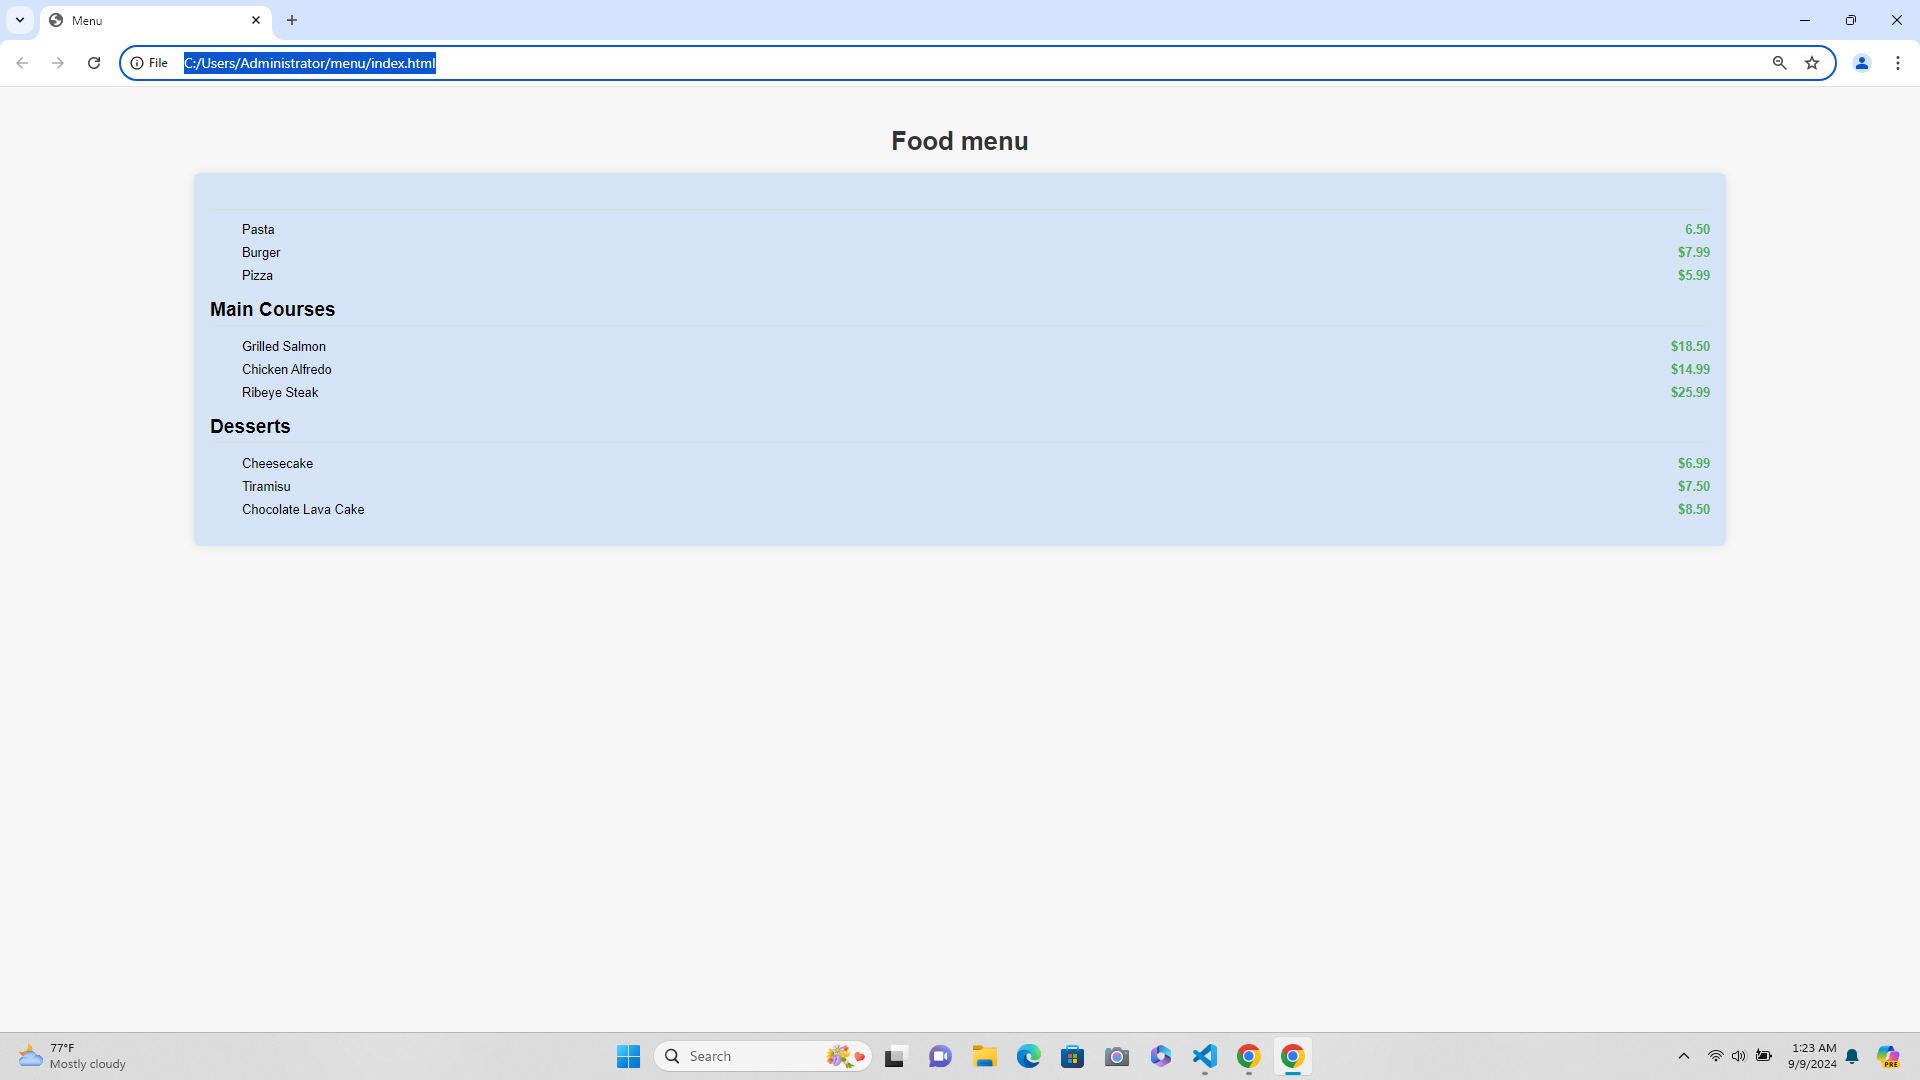 Menu
File
C:/Users/Administrator/menu/index.html
Food menu
Pasta 6.50
Burger $7.99
Pizza $5.99
Main Courses
Grilled Salmon $18.50
Chicken Alfredo $14.99
Ribeye Steak $25.99
Desserts
Cheesecake $6.99
Tiramisu $7.50
Chocolate Lava Cake $8.50
77°F
Mostly cloudy
Search
PRE
1:23 AM
9/9/2024